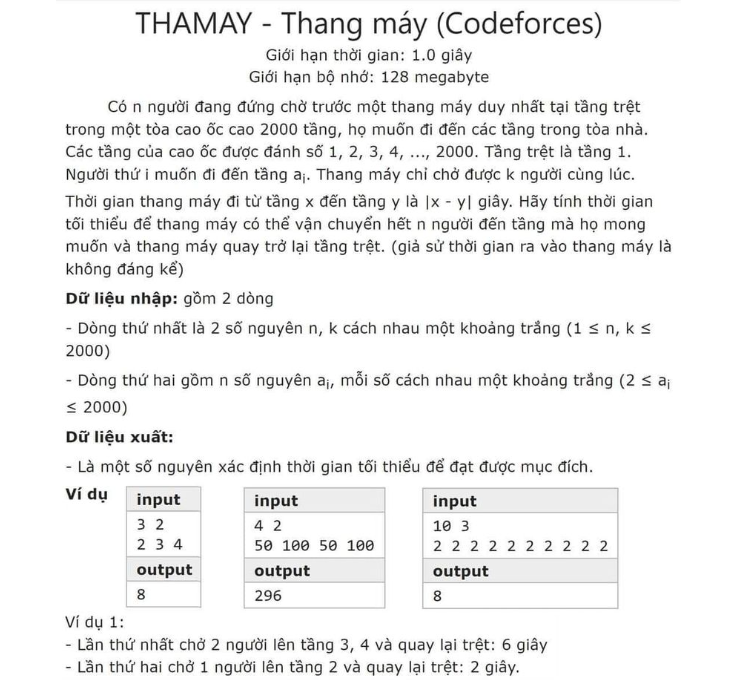 THAMAY - Thang máy (Codeforces)
Giới hạn thời gian: 1.0 giây
Giới hạn bộ nhớ: 128 megabyte
Có n người đang đứng chờ trước một thang máy duy nhất tại tầng trệt
trong một tòa cao ốc cao 2000 tầng, họ muốn đi đến các tầng trong tòa nhà.
Các tầng của cao ốc được đánh số 1, 2, 3, 4, ..., 2000. Tầng trệt là tầng 1.
Người thứ i muốn đi đến tầng aᵢ. Thang máy chỉ chở được k người cùng lúc.
Thời gian thang máy đi từ tầng x đến tầng y là |x - y| giây. Hãy tính thời gian
tối thiểu để thang máy có thể vận chuyển hết n người đến tầng mà họ mong
muốn và thang máy quay trở lại tầng trệt. (giả sử thời gian ra vào thang máy là
không đáng kể)
Dữ liệu nhập: gồm 2 dòng
- Dòng thứ nhất là 2 số nguyên n, k cách nhau một khoảng trắng (1 ≤ n, k ≤
2000)
- Dòng thứ hai gồm n số nguyên aᵢ, mỗi số cách nhau một khoảng trắng (2 ≤ aᵢ
≤ 2000)
Dữ liệu xuất:
- Là một số nguyên xác định thời gian tối thiểu để đạt được mục đích.
Ví dụ
input
3 2
2 3 4
output
8
input
4 2
50 100 50 100
output
296
input
10 3
2 2 2 2 2 2 2 2 2 2
output
8
Ví dụ 1:
- Lần thứ nhất chở 2 người lên tầng 3, 4 và quay lại trệt: 6 giây
- Lần thứ hai chở 1 người lên tầng 2 và quay lại trệt: 2 giây.